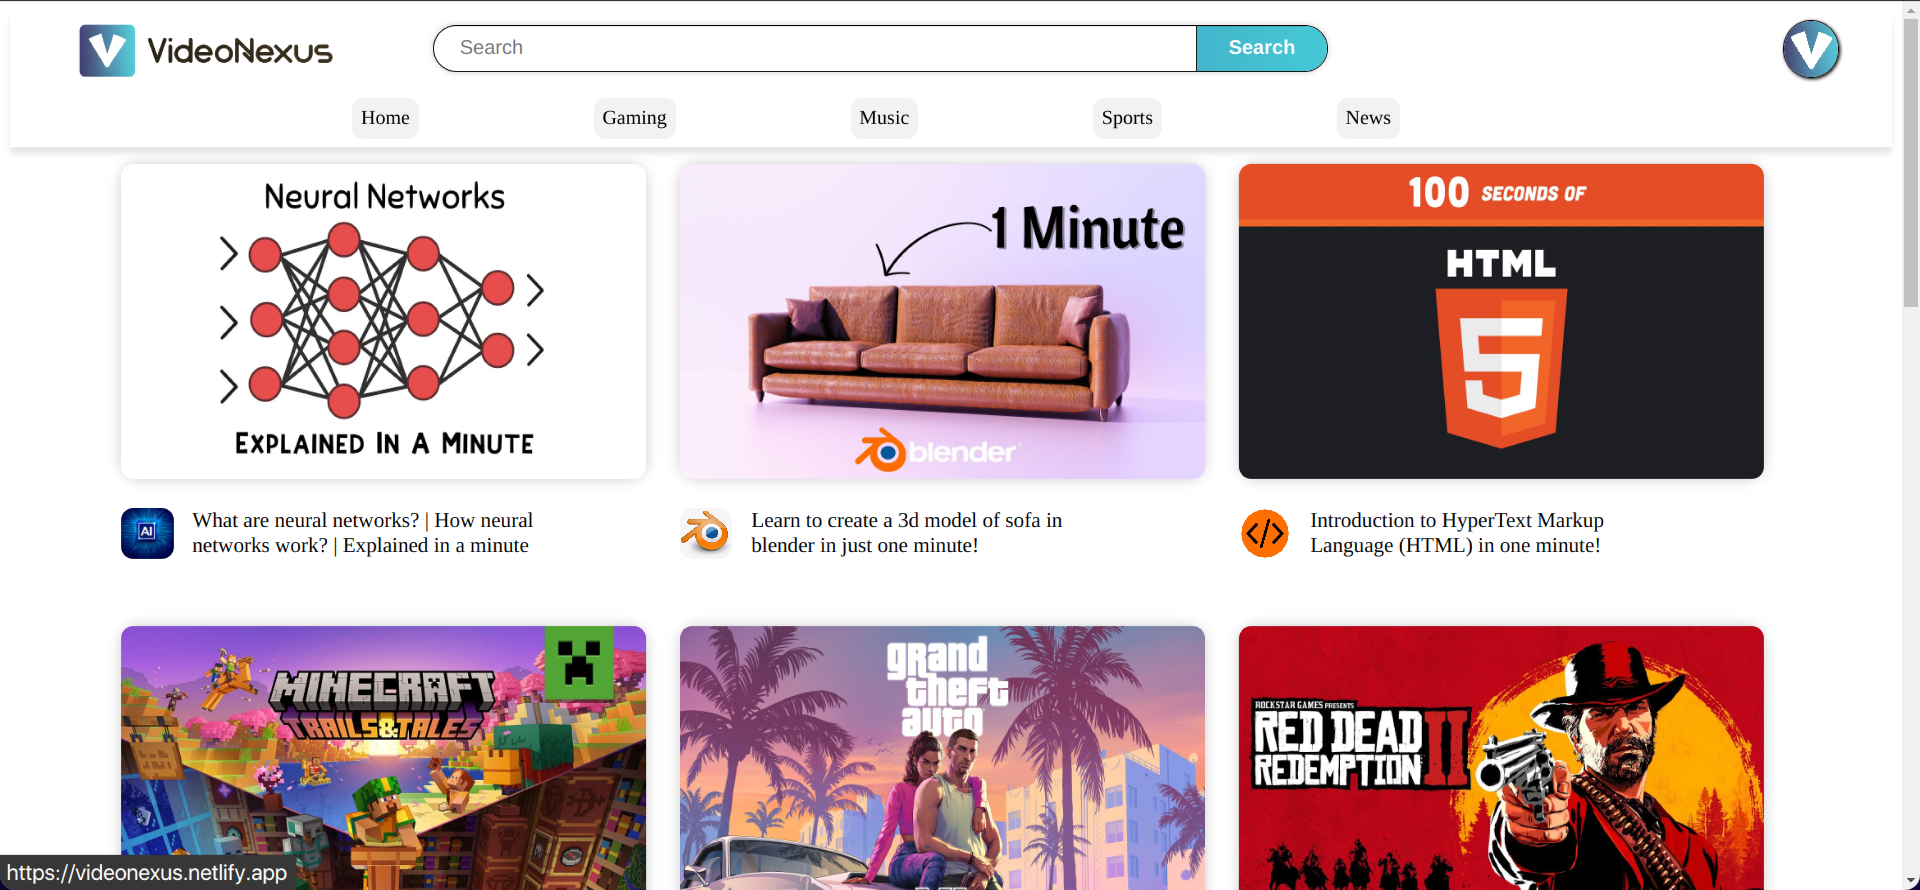 VideoNexus
Search
Search
Home
Gaming
Music
Sports
News
Neural Networks
EXPLAINED IN A MINUTE
1 Minute
blender
100 SECONDS OF
HTML
5
AI
What are neural networks? | How neural
networks work? | Explained in a minute
Learn to create a 3d model of sofa in
blender in just one minute!
</>
Introduction to HyperText Markup
Language (HTML) in one minute!
MINECRAFT
TRAILS & TALES
grand
theft
auto
ROCKSTAR GAMES PRESENTS
RED DEAD
REDEMPTION II
https://videonexus.netlify.app